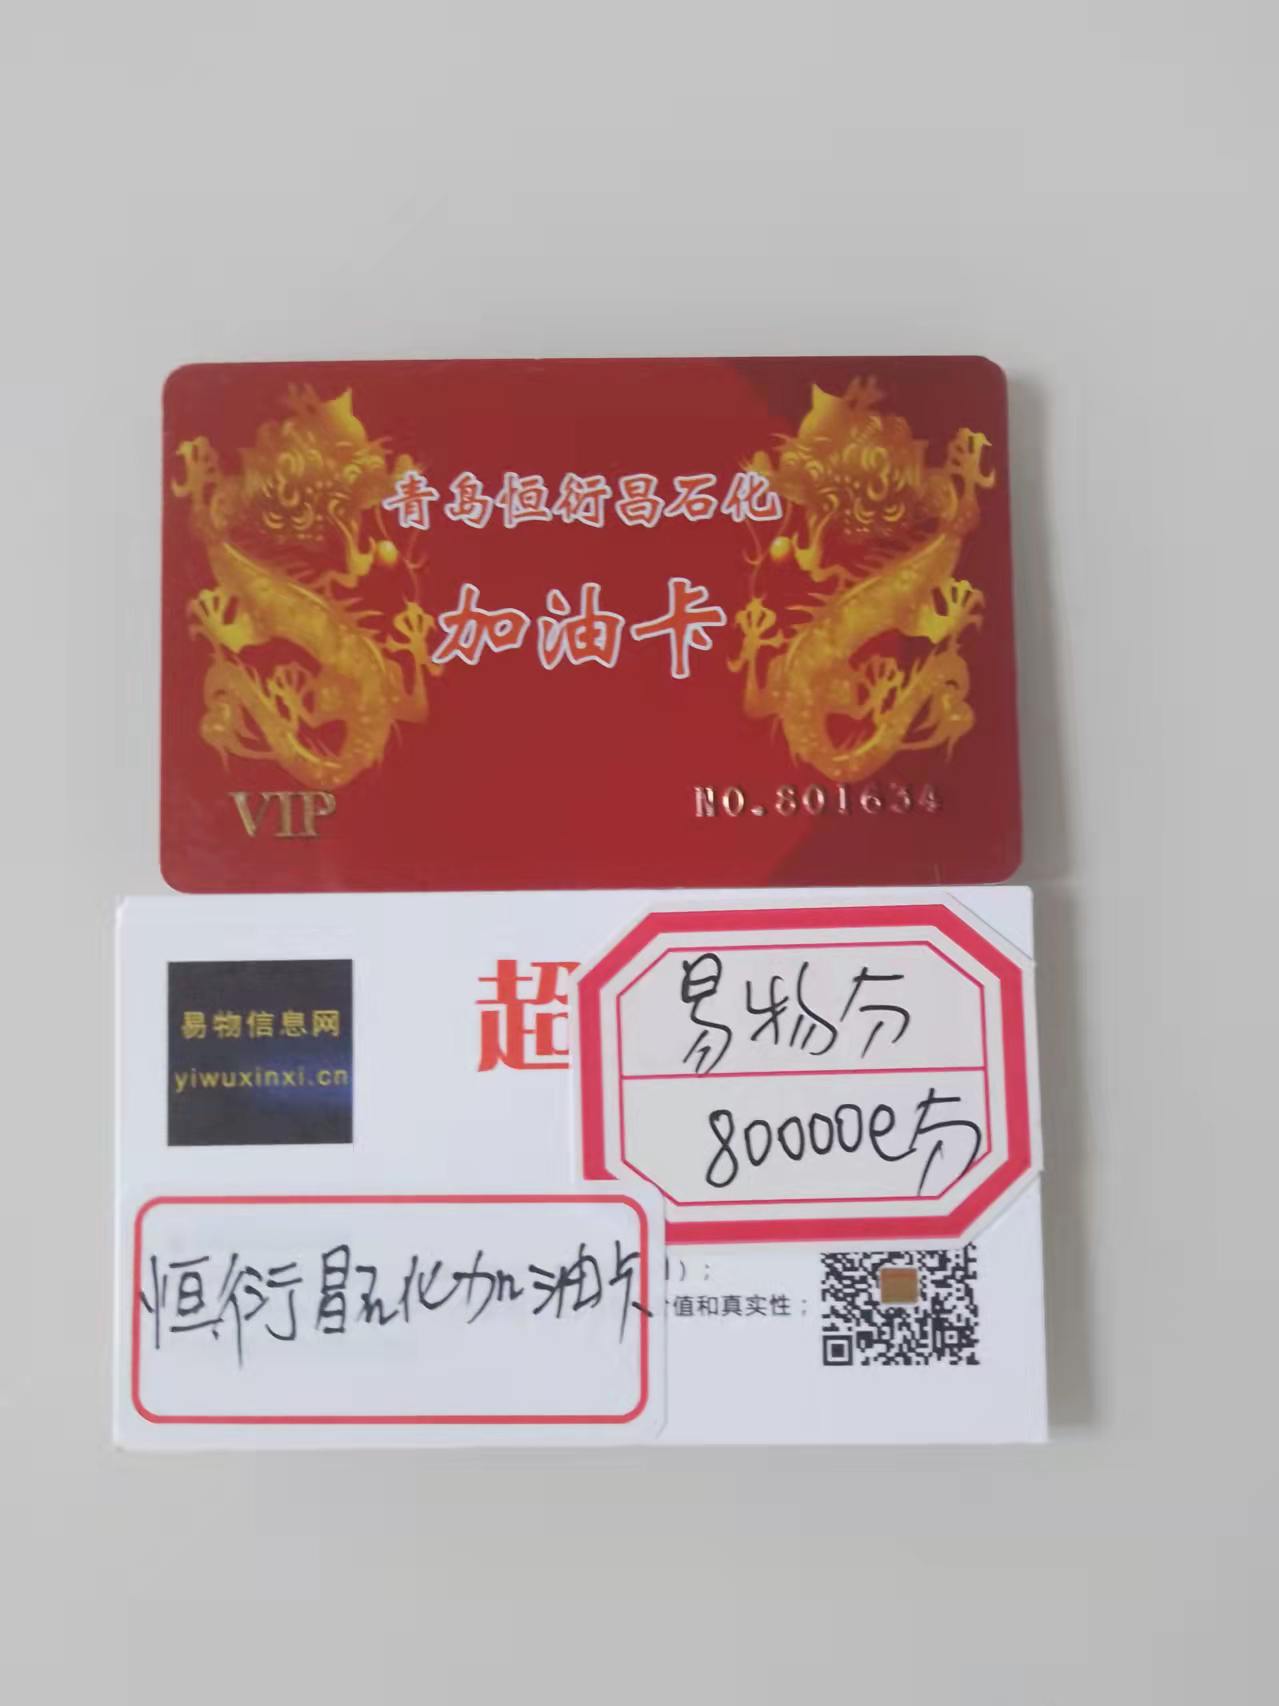 青岛恒衍昌石化
加油卡
VIP
NO.801634
易物信息网
yiwuxinxi.cn
超
易物分
80000e分
恒衍昌石化加油卡
);
值和真实性;